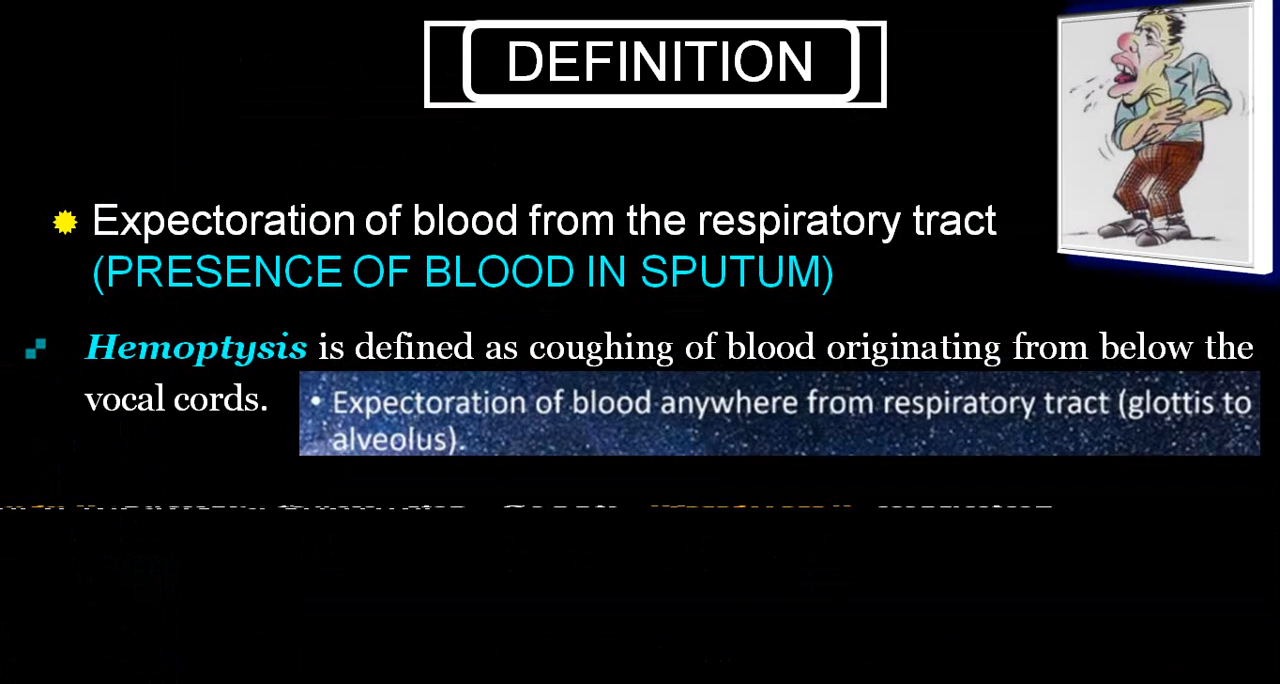 DEFINITION
Expectoration of blood from the respiratory tract
(PRESENCE OF BLOOD IN SPUTUM)
Hemoptysis is defined as coughing of blood originating from below the
vocal cords.
• Expectoration of blood anywhere from respiratory tract (glottis to
alveolus).